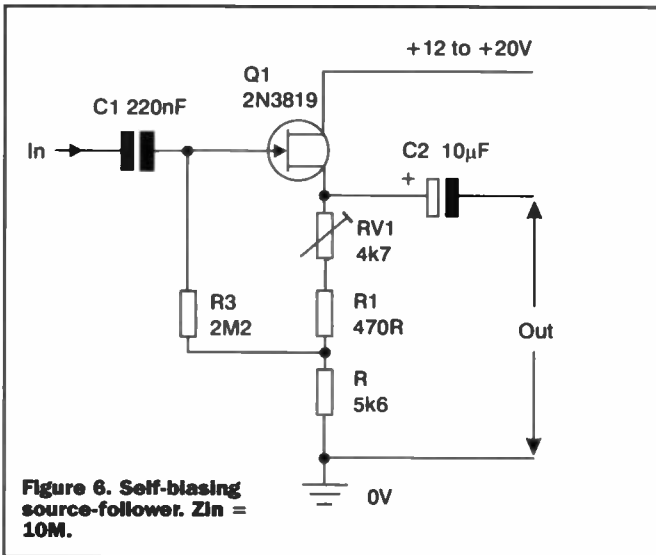 +12 to +20V
Q1
2N3819
C1 220nF
In
C2 10µF
+
RV1
4k7
R3
2M2
R1
470R
Out
R
5k6
0V
Figure 6. Self-biasing
source-follower. Zin =
10M.